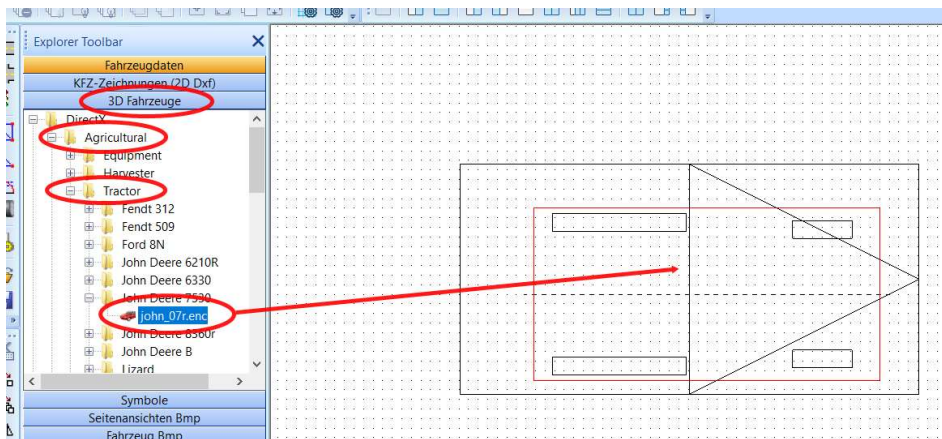 Explorer Toolbar
Fahrzeugdaten
KFZ-Zeichnungen (2D Dxf)
3D Fahrzeuge
DirectX
Agricultural
Equipment
Harvester
Tractor
Fendt 312
Fendt 509
Ford 8N
John Deere 6210R
John Deere 6330
John Deere 7530
john_07r.enc
John Deere 8560r
John Deere B
Lizard
Symbole
Seitenansichten Bmp
Fahrzeug Bmp